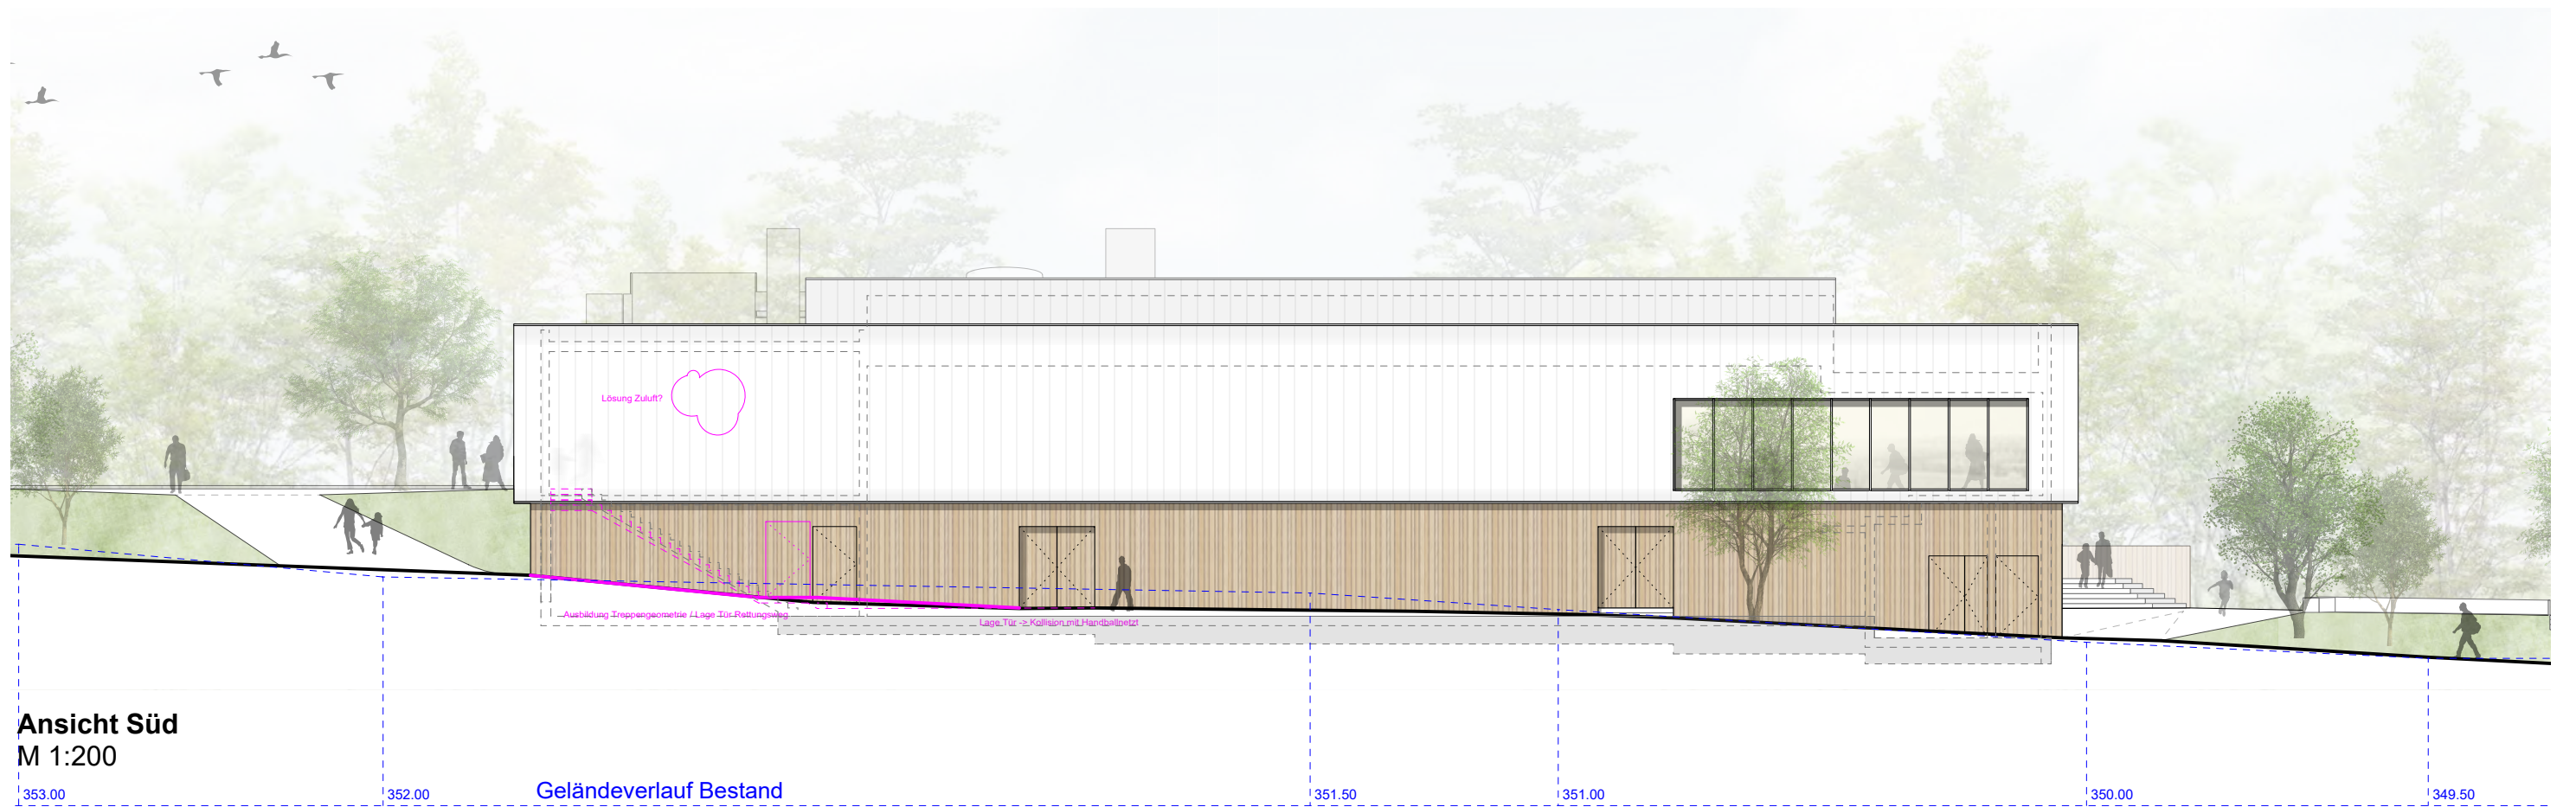 Lösung Zuluft?
Ausbildung Treppengeometrie / Lage Tür Rettungsweg
Lage Tür -> Kollision mit Handballnetzt
Ansicht Süd
M 1:200
Geländeverlauf Bestand
353.00
352.00
351.50
351.00
350.00
349.50